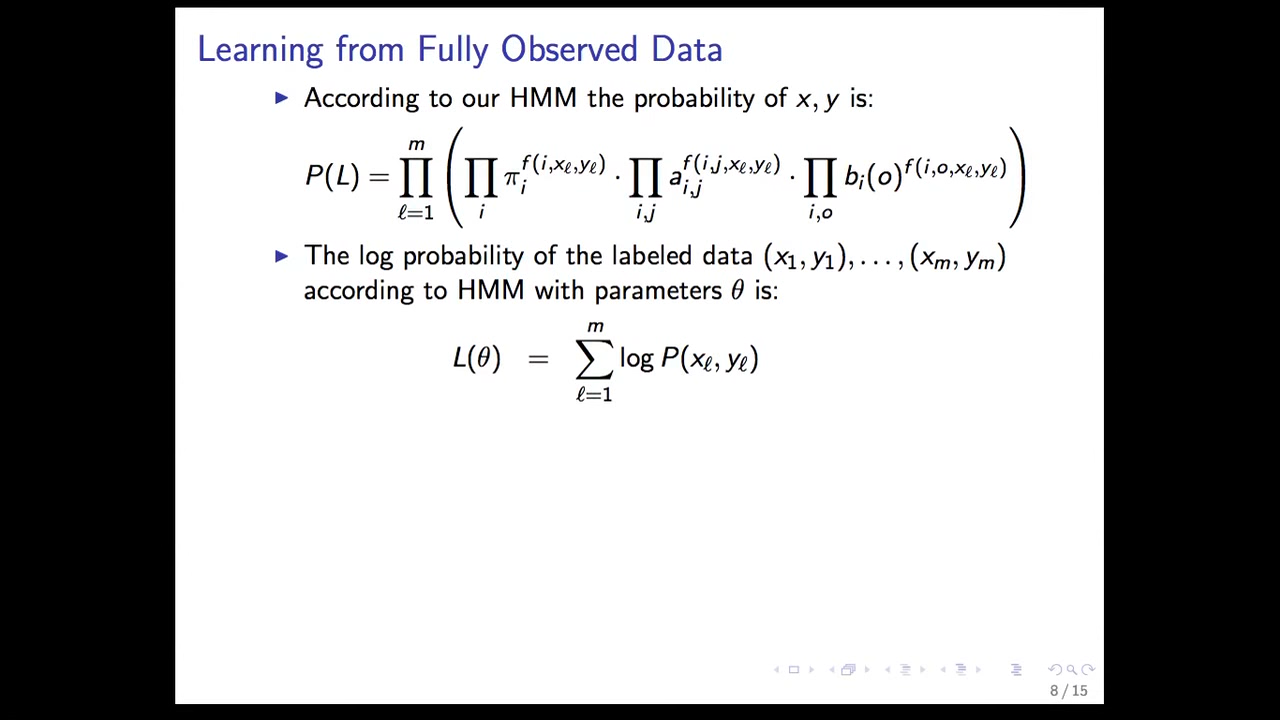 Learning from Fully Observed Data
▶ According to our HMM the probability of x, y is:
P(L) = ∏_{ℓ=1}^{m} ( ∏_{i} π_i^{f(i,x_ℓ,y_ℓ)} · ∏_{i,j} a_{i,j}^{f(i,j,x_ℓ,y_ℓ)} · ∏_{i,o} b_i(o)^{f(i,o,x_ℓ,y_ℓ)} )
▶ The log probability of the labeled data (x_1, y_1), . . . , (x_m, y_m)
according to HMM with parameters θ is:
L(θ) = ∑_{ℓ=1}^{m} log P(x_ℓ, y_ℓ)
8 / 15